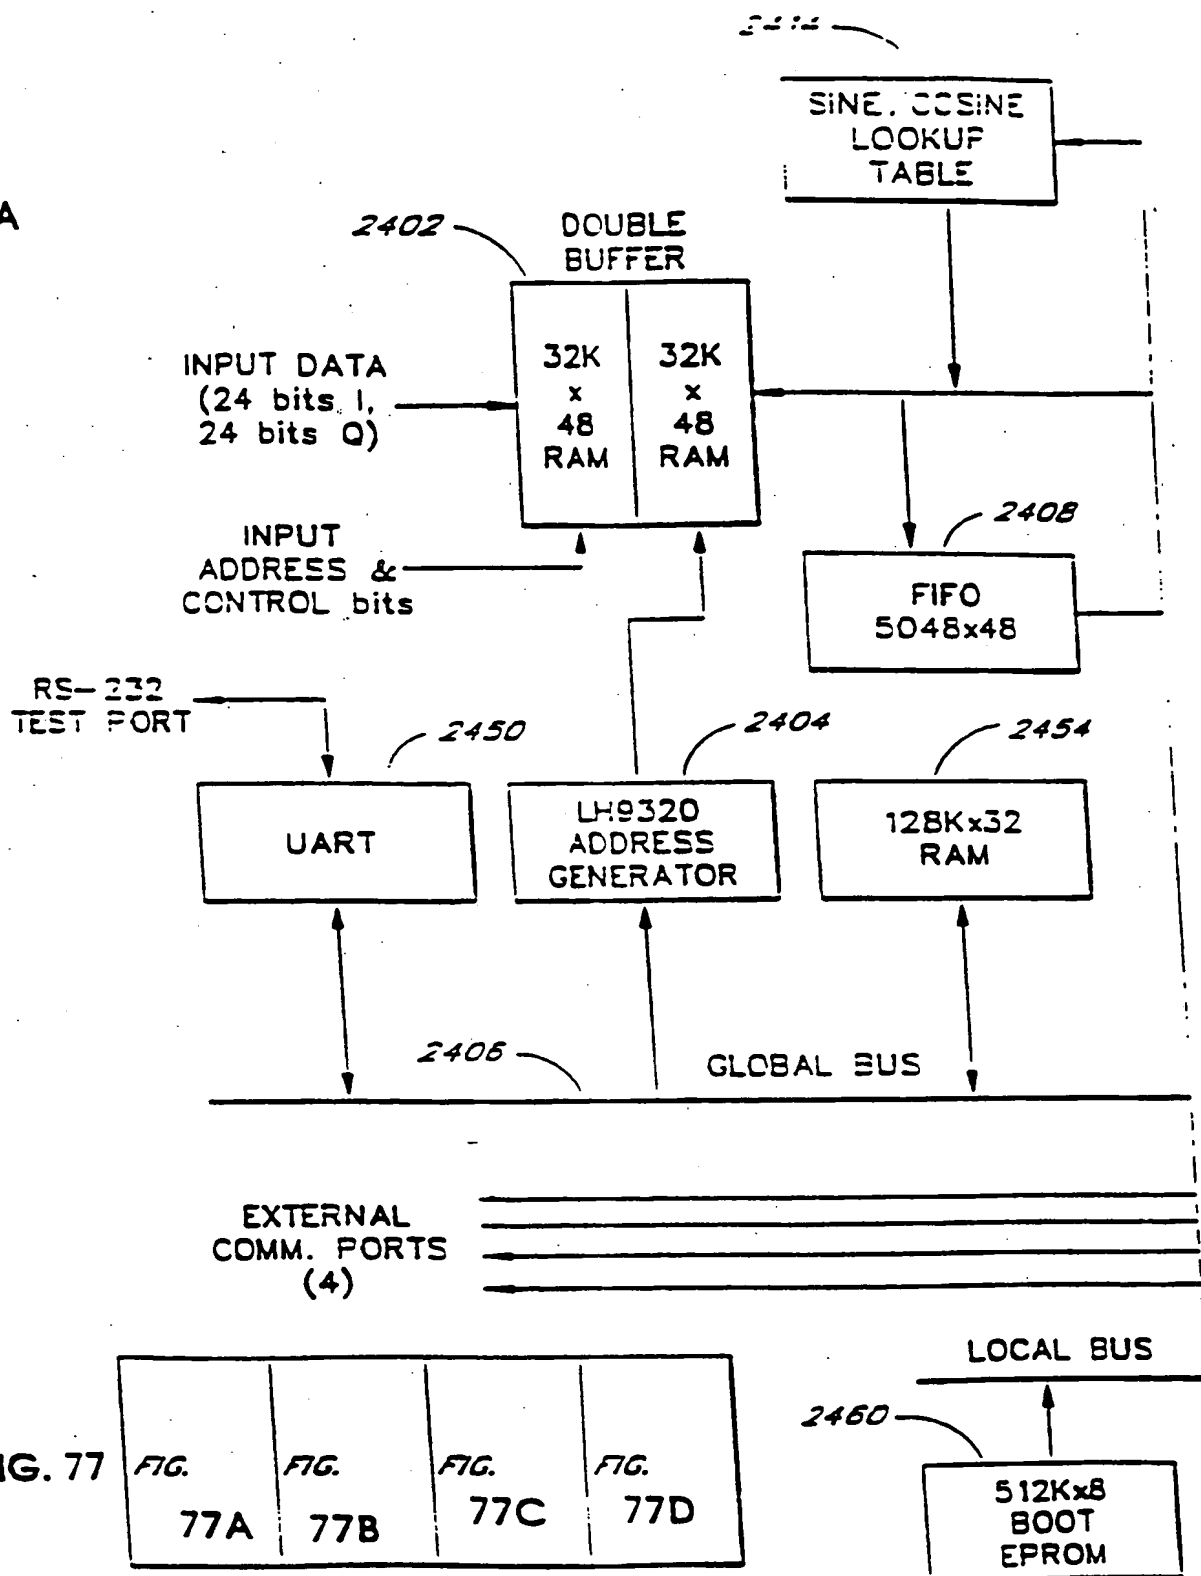 2414
SINE, COSINE
LOOKUP
TABLE
A
2402
DOUBLE
BUFFER
32K
x
48
RAM
32K
x
48
RAM
INPUT DATA
(24 bits I,
24 bits Q)
INPUT
ADDRESS &
CONTROL bits
2408
FIFO
5048x48
RS-232
TEST PORT
2450
UART
2404
LH9320
ADDRESS
GENERATOR
2454
128Kx32
RAM
2406
GLOBAL BUS
EXTERNAL
COMM. PORTS
(4)
LOCAL BUS
2460
512Kx8
BOOT
EPROM
IG. 77
FIG.
77A
FIG.
77B
FIG.
77C
FIG.
77D